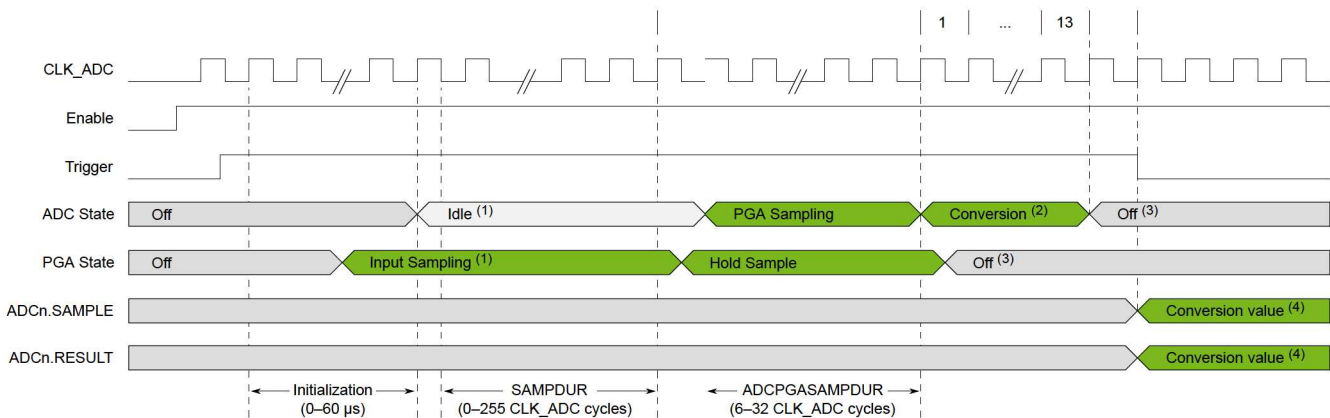 1 ... 13
CLK_ADC
Enable
Trigger
ADC State Off Idle (1) PGA Sampling Conversion (2) Off (3)
PGA State Off Input Sampling (1) Hold Sample Off (3)
ADCn.SAMPLE Conversion value (4)
ADCn.RESULT Conversion value (4)
Initialization SAMPDUR ADCPGASAMPDUR
(0–60 µs) (0–255 CLK_ADC cycles) (6–32 CLK_ADC cycles)